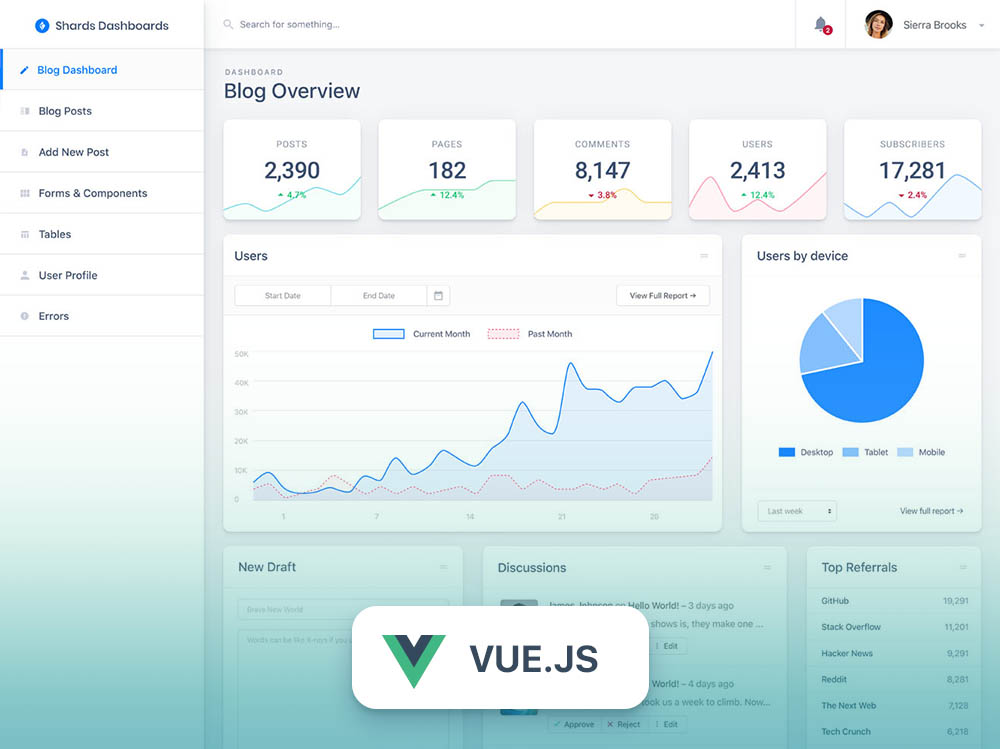 Shards Dashboards
Search for something...
2
Sierra Brooks
Blog Dashboard
Blog Posts
Add New Post
Forms & Components
Tables
User Profile
Errors
DASHBOARD
Blog Overview
POSTS
2,390
4.7%
PAGES
182
12.4%
COMMENTS
8,147
3.8%
USERS
2,413
12.4%
SUBSCRIBERS
17,281
2.4%
Users
Start Date
End Date
View Full Report →
Current Month
Past Month
50K
40K
30K
20K
10K
0
1
7
14
21
20
Users by device
Desktop
Tablet
Mobile
Last week
View full report →
New Draft
Brave New World
Words can be like X-rays if you u
Discussions
James Johnson on Hello World! – 3 days ago
shows is, they make one ...
Edit
World! – 4 days ago
took us a week to climb. Now...
Approve
Reject
Edit
Top Referrals
GitHub 19,291
Stack Overflow 11,201
Hacker News 9,291
Reddit 8,281
The Next Web 7,128
Tech Crunch 6,218
VUE.JS